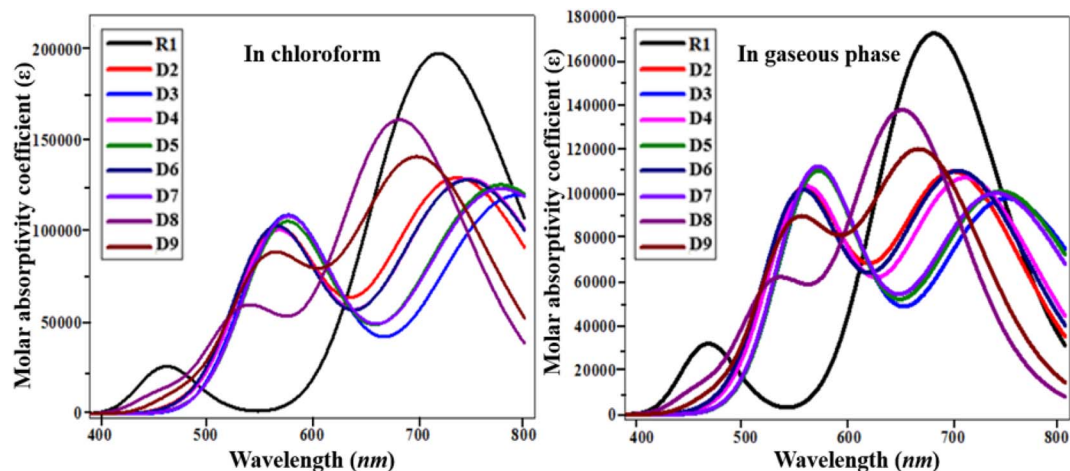 Molar absorptivity coefficient (ε)
200000
150000
100000
50000
0
In chloroform
R1
D2
D3
D4
D5
D6
D7
D8
D9
400 500 600 700 800
Wavelength (nm)
Molar absorptivity coefficient (ε)
180000
160000
140000
120000
100000
80000
60000
40000
20000
0
In gaseous phase
R1
D2
D3
D4
D5
D6
D7
D8
D9
400 500 600 700 800
Wavelength (nm)